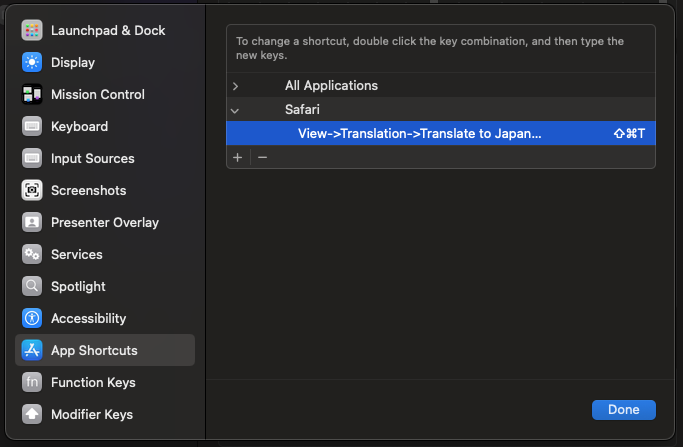 Launchpad & Dock
Display
Mission Control
Keyboard
Input Sources
Screenshots
Presenter Overlay
Services
Spotlight
Accessibility
App Shortcuts
fn Function Keys
Modifier Keys
To change a shortcut, double click the key combination, and then type the
new keys.
All Applications
Safari
View->Translation->Translate to Japan... ⇧⌘T
+ −
Done